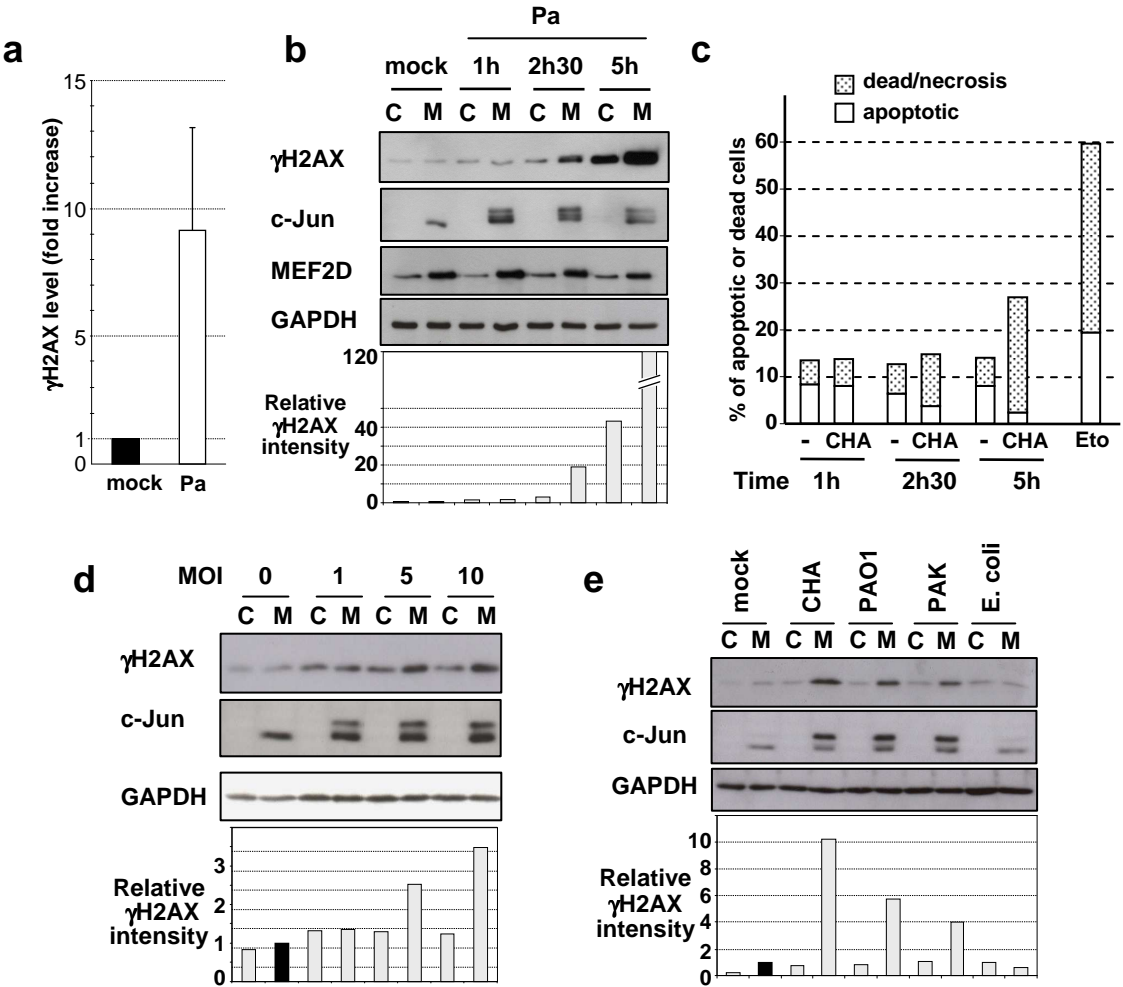 a
γH2AX level (fold increase)
15
10
5
1
0
mock Pa
b
Pa
mock 1h 2h30 5h
C M C M C M C M
γH2AX
c-Jun
MEF2D
GAPDH
Relative
γH2AX
intensity
120
40
20
0
c
dead/necrosis
apoptotic
% of apoptotic or dead cells
60
50
40
30
20
10
0
- CHA - CHA - CHA Eto
Time 1h 2h30 5h
d
MOI 0 1 5 10
C M C M C M C M
γH2AX
c-Jun
GAPDH
Relative
γH2AX
intensity
3
2
1
0
e
mock CHA PAO1 PAK E. coli
C M C M C M C M C M
γH2AX
c-Jun
GAPDH
Relative
γH2AX
intensity
10
8
6
4
2
0